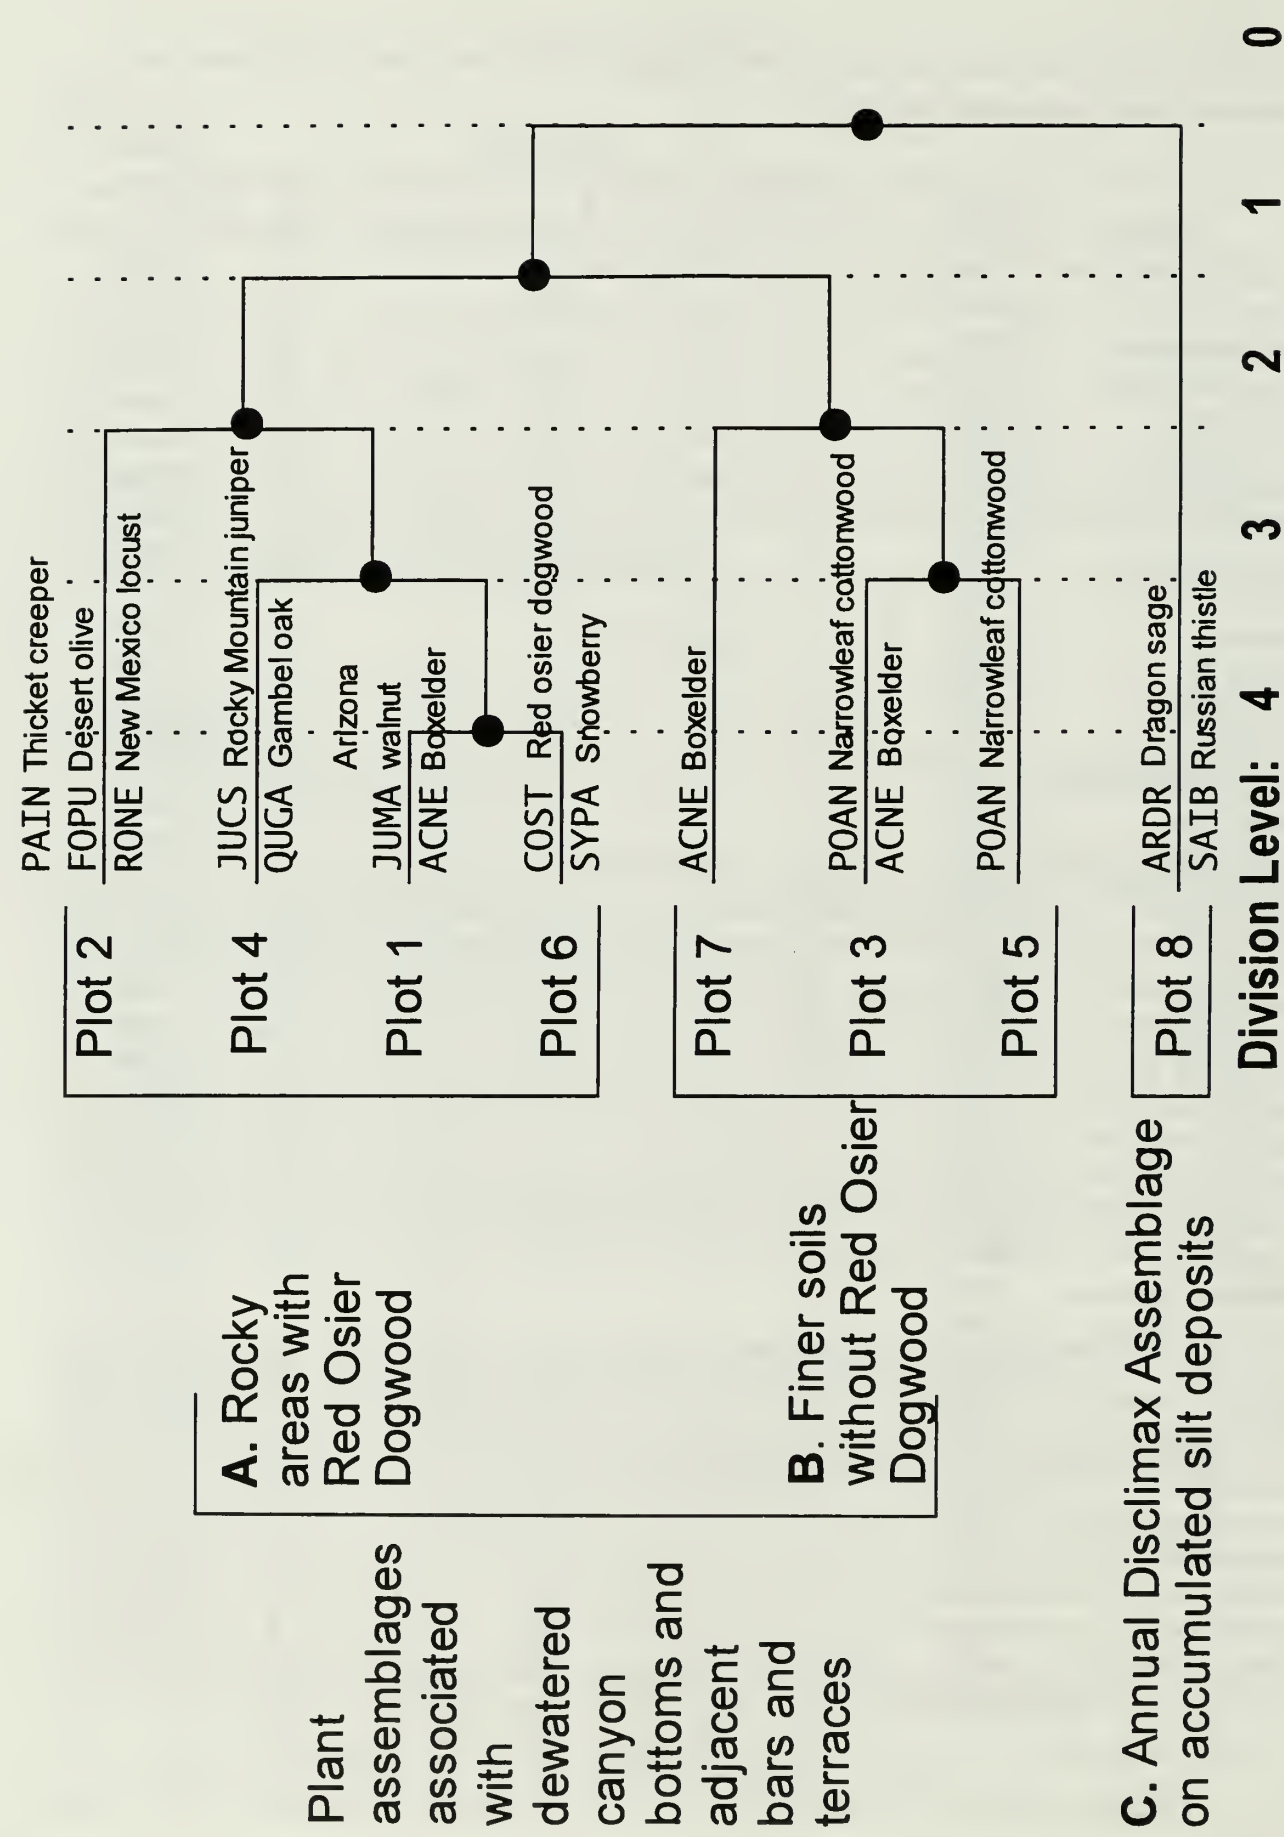 Plant
assemblages
associated
with
dewatered
canyon
bottoms and
adjacent
bars and
terraces
A. Rocky
areas with
Red Osier
Dogwood
B. Finer soils
without Red Osier
Dogwood
C. Annual Disclimax Assemblage
on accumulated silt deposits
Plot 2
PAIN Thicket creeper
FOPU Desert olive
RONE New Mexico locust
Plot 4
JUCS Rocky Mountain juniper
QUGA Gambel oak
Plot 1
Arizona
JUMA walnut
ACNE Boxelder
Plot 6
COST Red osier dogwood
SYPA Snowberry
Plot 7
ACNE Boxelder
Plot 3
POAN Narrowleaf cottonwood
ACNE Boxelder
Plot 5
POAN Narrowleaf cottonwood
Plot 8
ARDR Dragon sage
SAIB Russian thistle
Division Level: 4 3 2 1 0